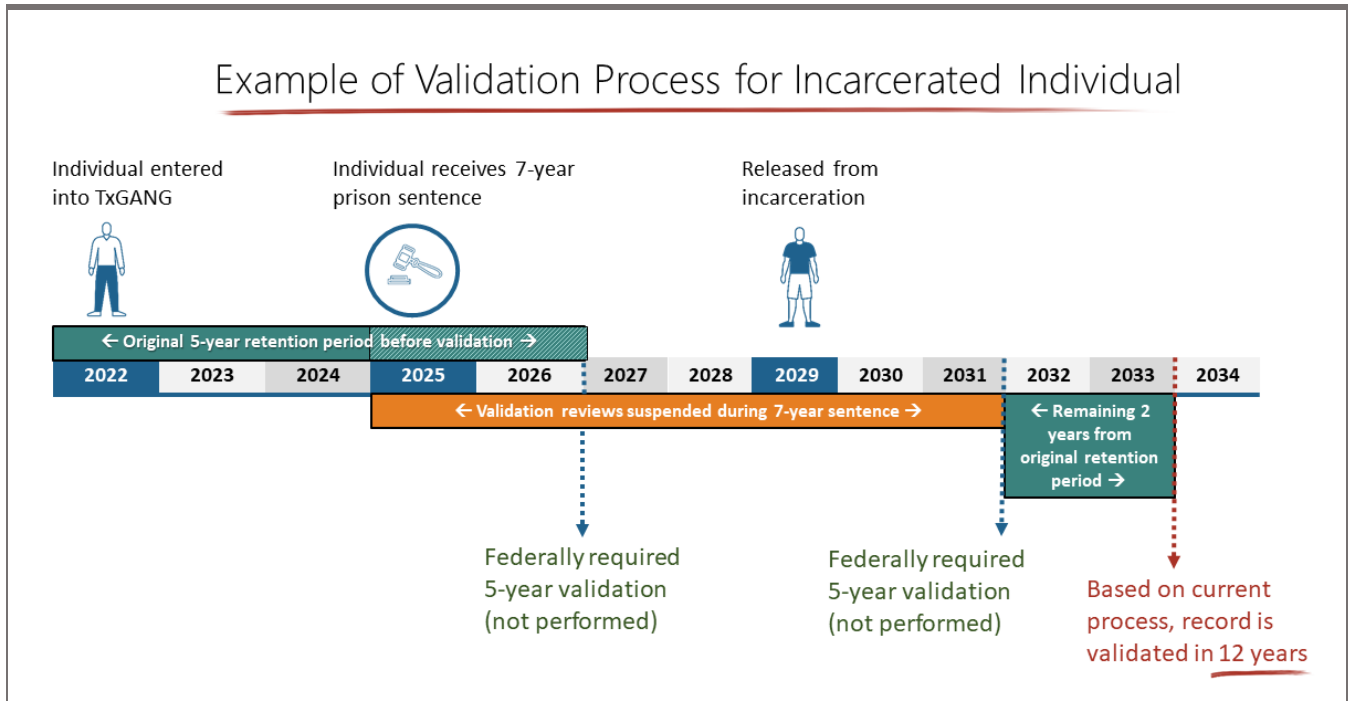 Example of Validation Process for Incarcerated Individual
Individual entered
into TxGANG
Individual receives 7-year
prison sentence
Released from
incarceration
← Original 5-year retention period before validation →
2022 2023 2024 2025 2026 2027 2028 2029 2030 2031 2032 2033 2034
← Validation reviews suspended during 7-year sentence →
← Remaining 2
years from
original retention
period →
Federally required
5-year validation
(not performed)
Federally required
5-year validation
(not performed)
Based on current
process, record is
validated in 12 years